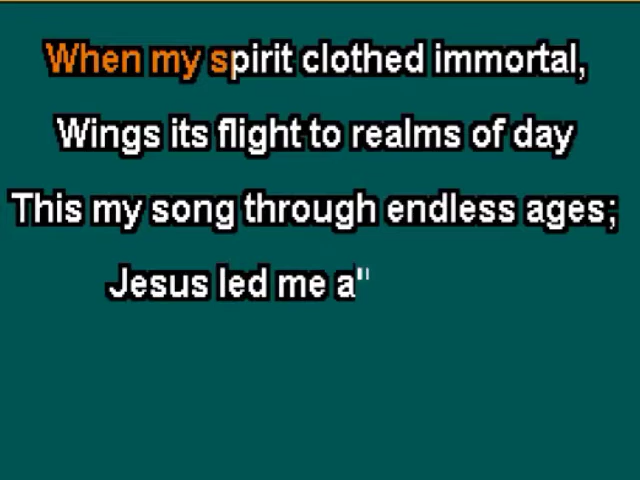 When my spirit clothed immortal,
Wings its flight to realms of day
This my song through endless ages;
Jesus led me a"